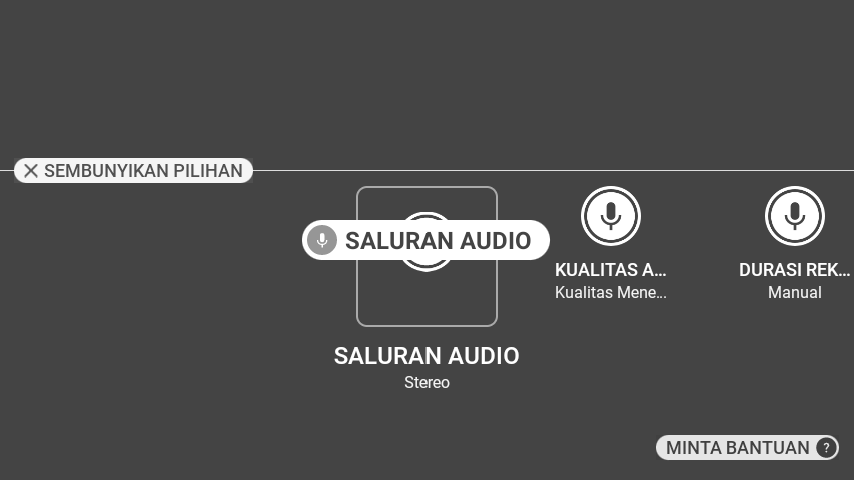 SEMBUNYIKAN PILIHAN
SALURAN AUDIO
KUALITAS A...
Kualitas Mene...
DURASI REK...
Manual
SALURAN AUDIO
Stereo
MINTA BANTUAN ?